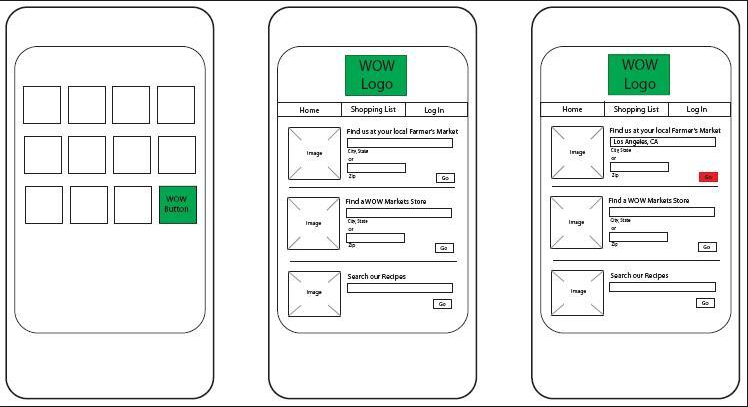 WOW
Button
WOW
Logo
Home
Shopping List
Log In
Find us at your local Farmer's Market
Image
City, State
or
Zip
Go
Find a WOW Markets Store
Image
City, State
or
Zip
Go
Search our Recipes
Image
Go
WOW
Logo
Home
Shopping List
Log In
Find us at your local Farmer's Market
Los Angeles, CA
Image
City, State
or
Zip
Go
Find a WOW Markets Store
Image
City, State
or
Zip
Go
Search our Recipes
Image
Go